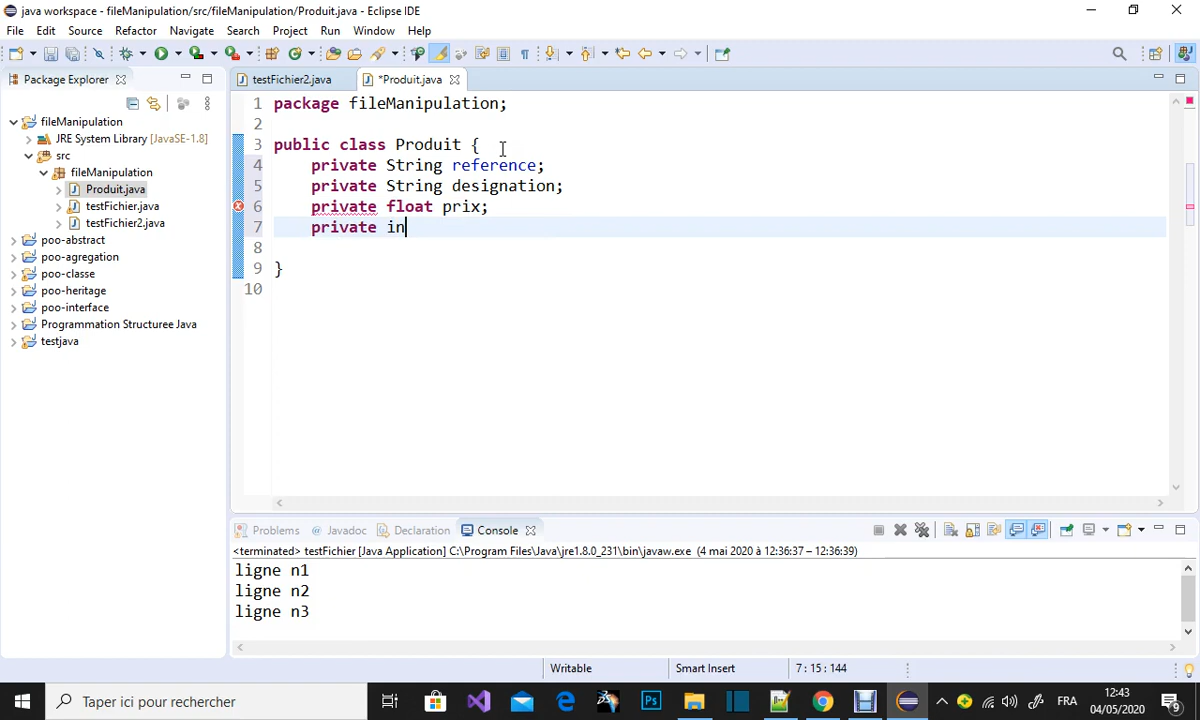 java workspace - fileManipulation/src/fileManipulation/Produit.java - Eclipse IDE
File Edit Source Refactor Navigate Search Project Run Window Help
Package Explorer
testFichier2.java
*Produit.java
fileManipulation
JRE System Library [JavaSE-1.8]
src
fileManipulation
Produit.java
testFichier.java
testFichier2.java
poo-abstract
poo-agregation
poo-classe
poo-heritage
poo-interface
Programmation Structuree Java
testjava
1 package fileManipulation;
2
3 public class Produit {
4 private String reference;
5 private String designation;
6 private float prix;
7 private in
8
9 }
10
Problems Javadoc Declaration Console
<terminated> testFichier [Java Application] C:\Program Files\Java\jre1.8.0_231\bin\javaw.exe (4 mai 2020 à 12:36:37 – 12:36:39)
ligne n1
ligne n2
ligne n3
Writable Smart Insert 7 : 15 : 144
Taper ici pour rechercher
Ps
FRA
12:43
04/05/2020
9